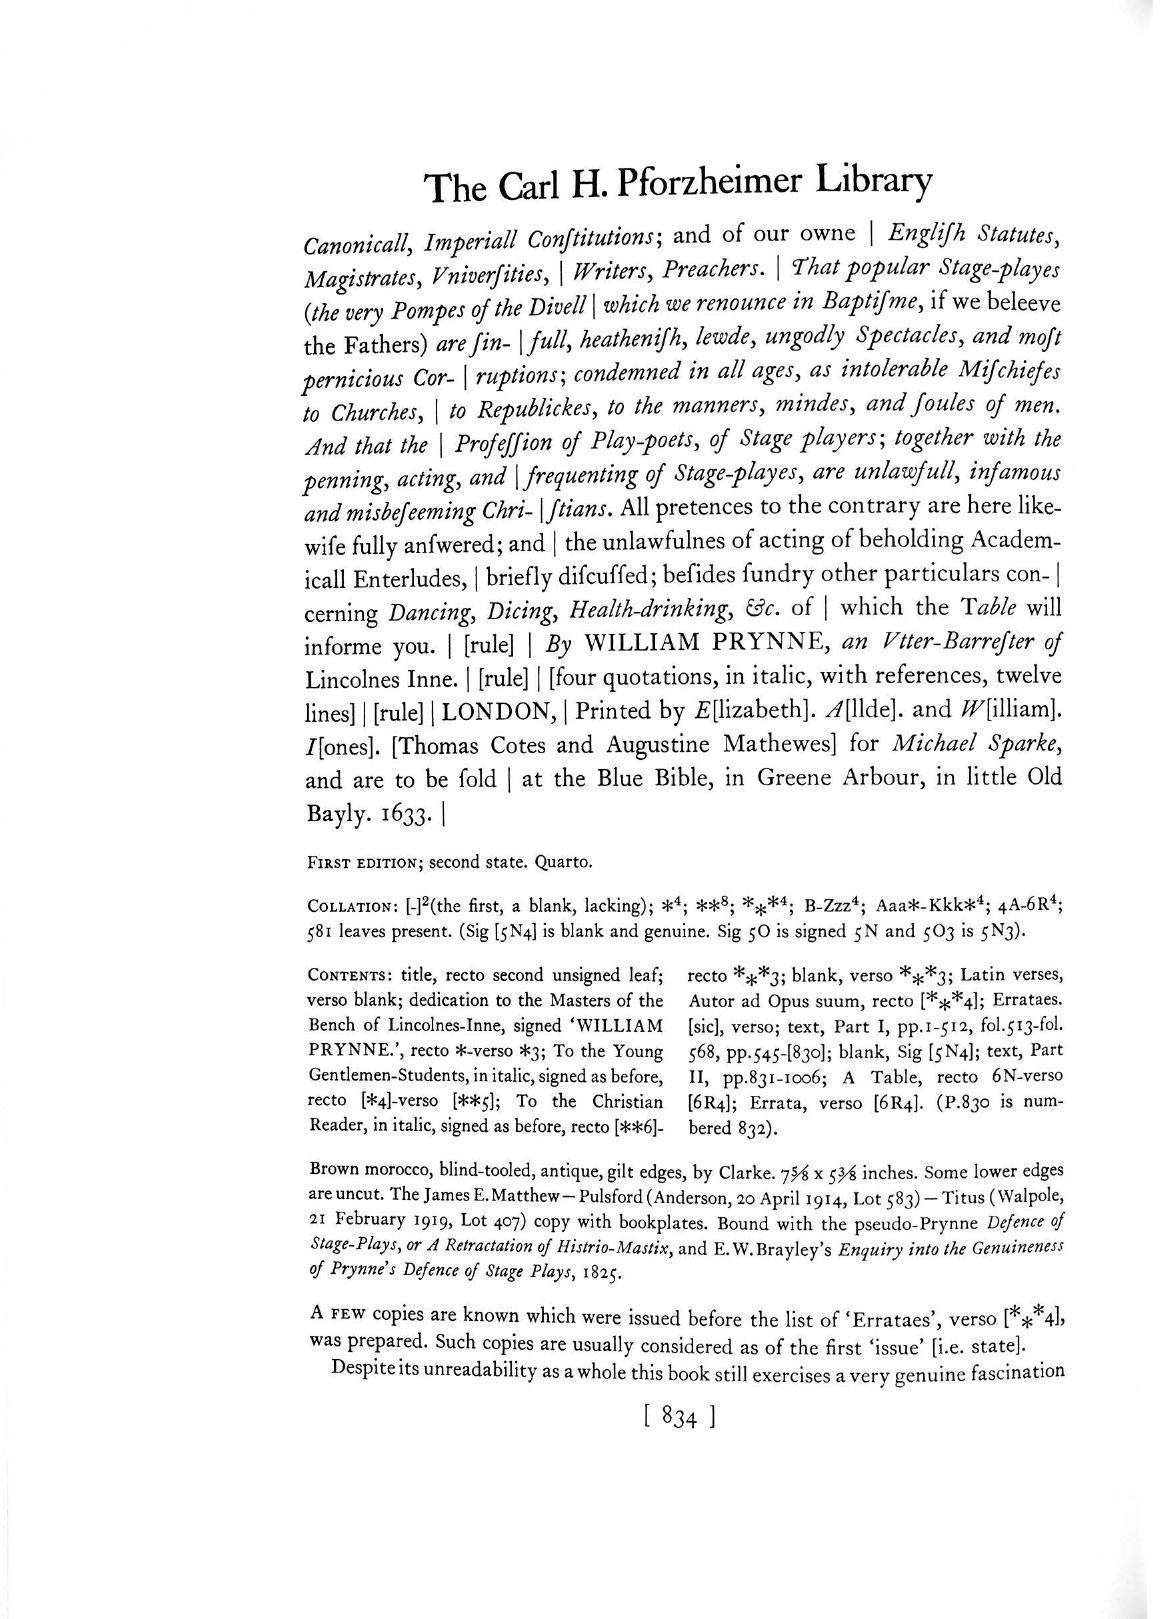 The Carl H. Pforzheimer Library
Canonicall, Imperiall Conſtitutions; and of our owne | Engliſh Statutes,
Magistrates, Vniverſities, | Writers, Preachers. | That popular Stage-playes
(the very Pompes of the Divell | which we renounce in Baptiſme, if we beleeve
the Fathers) are ſin- | full, heatheniſh, lewde, ungodly Spectacles, and moſt
pernicious Cor- | ruptions; condemned in all ages, as intolerable Miſchiefes
to Churches, | to Republickes, to the manners, mindes, and ſoules of men.
And that the | Profeſſion of Play-poets, of Stage players; together with the
penning, acting, and | frequenting of Stage-playes, are unlawfull, infamous
and misbeſeeming Chri- | ſtians. All pretences to the contrary are here like-
wiſe fully anſwered; and | the unlawfulnes of acting of beholding Academ-
icall Enterludes, | briefly diſcuſſed; beſides ſundry other particulars con- |
cerning Dancing, Dicing, Health-drinking, &c. of | which the Table will
informe you. | [rule] | By WILLIAM PRYNNE, an Vtter-Barreſter of
Lincolnes Inne. | [rule] | [four quotations, in italic, with references, twelve
lines] | [rule] | LONDON, | Printed by E[lizabeth]. A[llde]. and W[illiam].
I[ones]. [Thomas Cotes and Augustine Mathewes] for Michael Sparke,
and are to be ſold | at the Blue Bible, in Greene Arbour, in little Old
Bayly. 1633. |
FIRST EDITION; second state. Quarto.
COLLATION: [-]²(the first, a blank, lacking); *⁴; **⁸; ***⁴; B-Zzz⁴; Aaa*-Kkk*⁴; 4A-6R⁴;
581 leaves present. (Sig [5N4] is blank and genuine. Sig 5O is signed 5N and 5O3 is 5N3).
CONTENTS: title, recto second unsigned leaf;
verso blank; dedication to the Masters of the
Bench of Lincolnes-Inne, signed ‘WILLIAM
PRYNNE.’, recto *-verso *3; To the Young
Gentlemen-Students, in italic, signed as before,
recto [*4]-verso [**5]; To the Christian
Reader, in italic, signed as before, recto [**6]-
recto ***3; blank, verso ***3; Latin verses,
Autor ad Opus suum, recto [***4]; Errataes.
[sic], verso; text, Part I, pp.1-512, fol.513-fol.
568, pp.545-[830]; blank, Sig [5N4]; text, Part
II, pp.831-1006; A Table, recto 6N-verso
[6R4]; Errata, verso [6R4]. (P.830 is num-
bered 832).
Brown morocco, blind-tooled, antique, gilt edges, by Clarke. 7⅝ x 5⅜ inches. Some lower edges
are uncut. The James E. Matthew—Pulsford (Anderson, 20 April 1914, Lot 583) — Titus (Walpole,
21 February 1919, Lot 407) copy with bookplates. Bound with the pseudo-Prynne Defence of
Stage-Plays, or A Retractation of Histrio-Mastix, and E.W.Brayley’s Enquiry into the Genuineness
of Prynne’s Defence of Stage Plays, 1825.
A FEW copies are known which were issued before the list of ‘Errataes’, verso [***4],
was prepared. Such copies are usually considered as of the first ‘issue’ [i.e. state].
Despite its unreadability as a whole this book still exercises a very genuine fascination
[ 834 ]